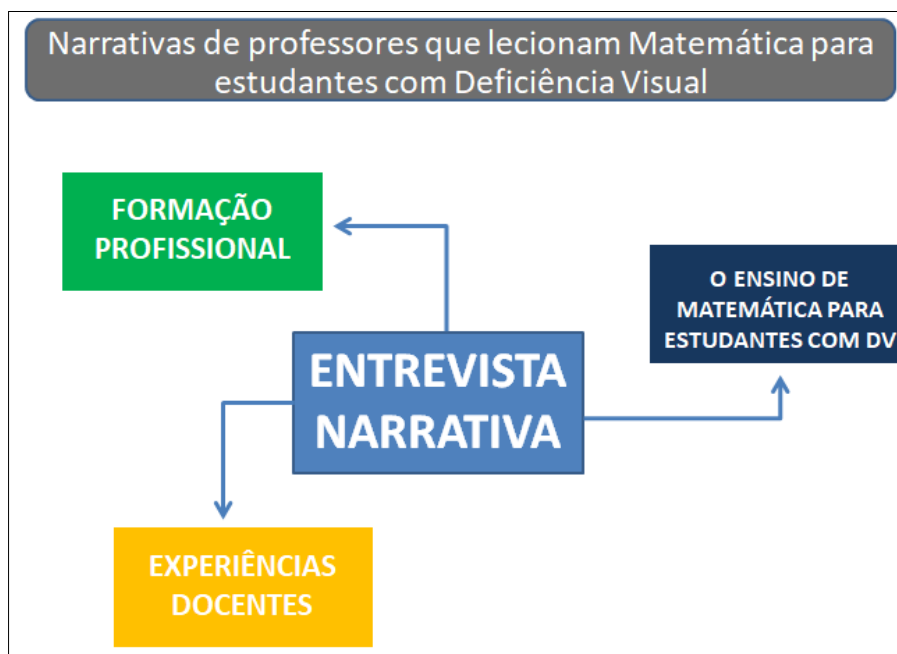 Narrativas de professores que lecionam Matemática para
estudantes com Deficiência Visual
FORMAÇÃO
PROFISSIONAL
O ENSINO DE
MATEMÁTICA PARA
ESTUDANTES COM DV
ENTREVISTA
NARRATIVA
EXPERIÊNCIAS
DOCENTES